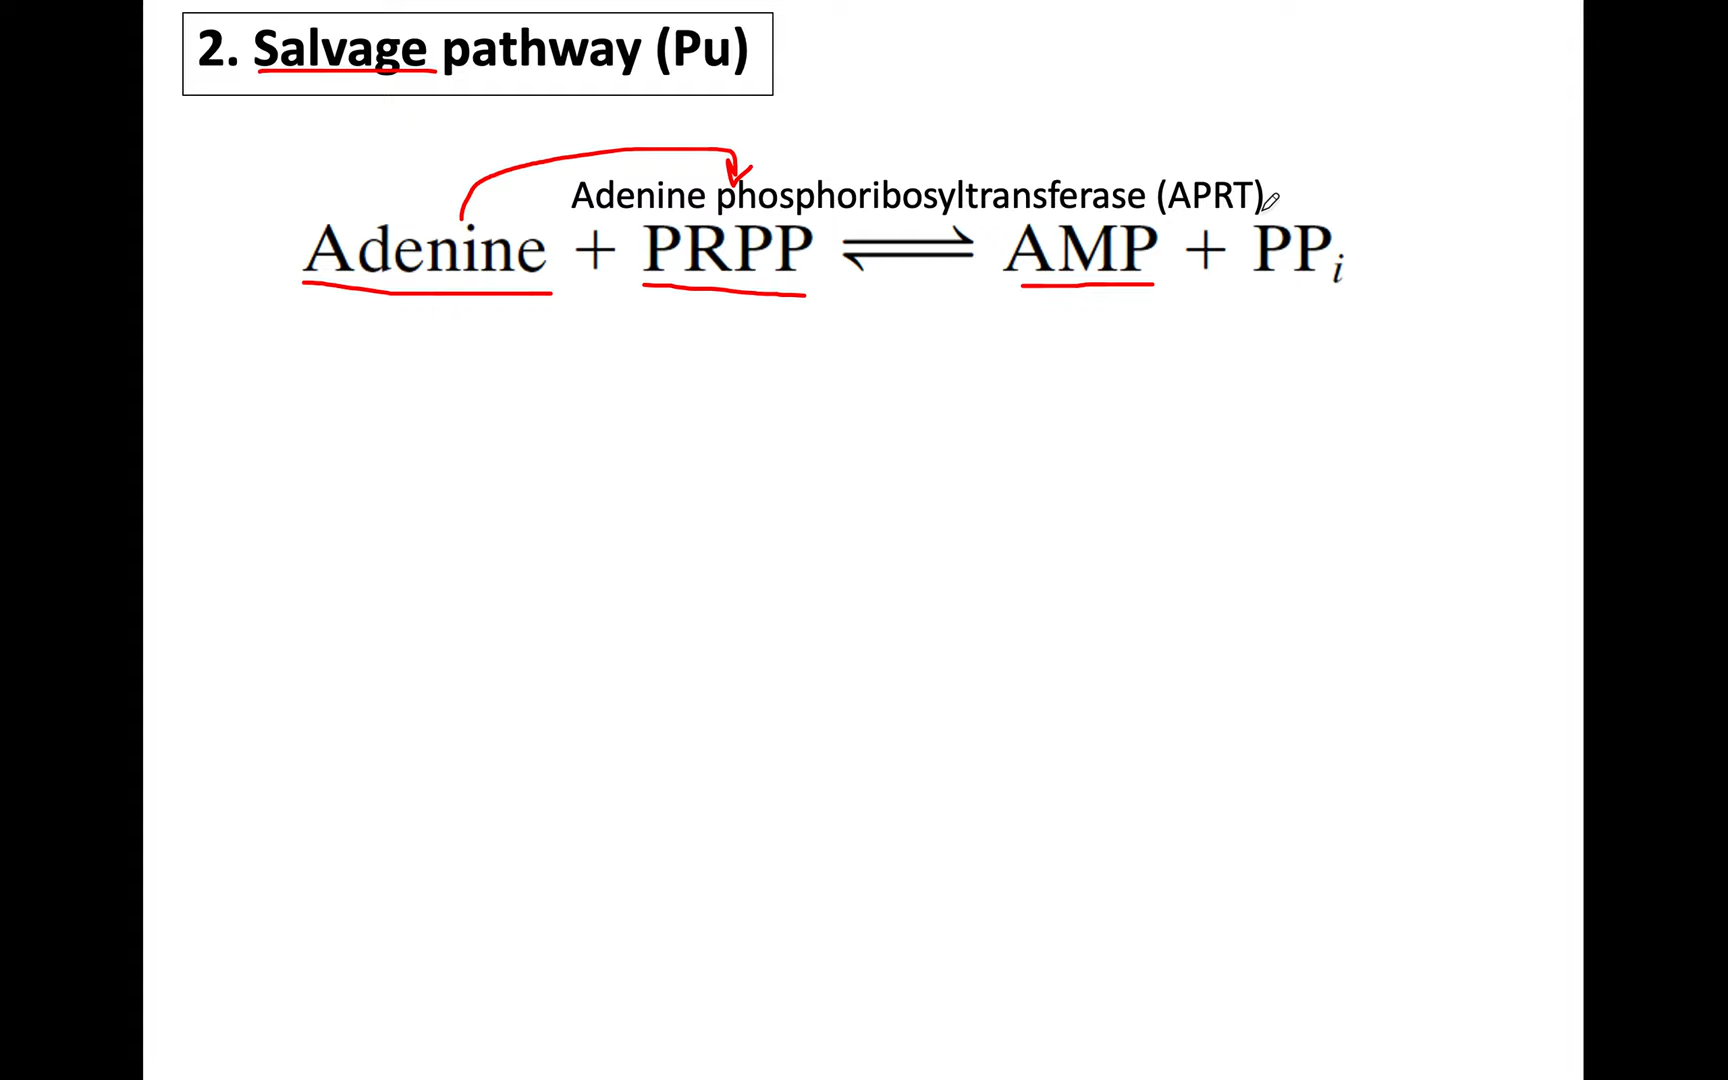 2. Salvage pathway (Pu)
Adenine phosphoribosyltransferase (APRT)
Adenine + PRPP ⇌ AMP + PPi